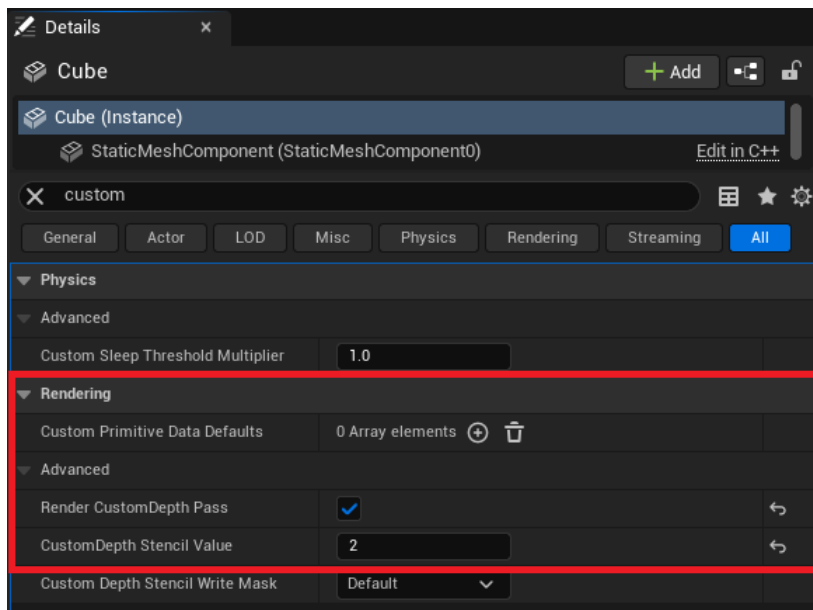 Details
Cube
Add
Cube (Instance)
StaticMeshComponent (StaticMeshComponent0) Edit in C++
custom
General Actor LOD Misc Physics Rendering Streaming All
Physics
Advanced
Custom Sleep Threshold Multiplier 1.0
Rendering
Custom Primitive Data Defaults 0 Array elements
Advanced
Render CustomDepth Pass
CustomDepth Stencil Value 2
Custom Depth Stencil Write Mask Default